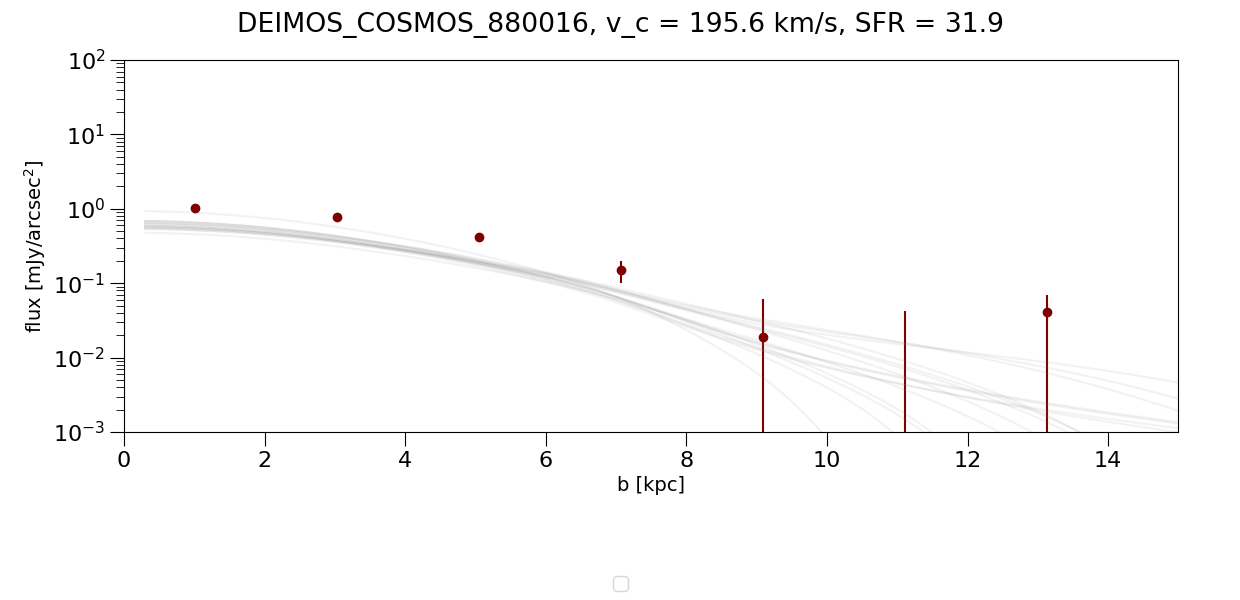 DEIMOS_COSMOS_880016, v_c = 195.6 km/s, SFR = 31.9
10²
10¹
10⁰
10⁻¹
10⁻²
10⁻³
flux [mJy/arcsec²]
0 2 4 6 8 10 12 14
b [kpc]